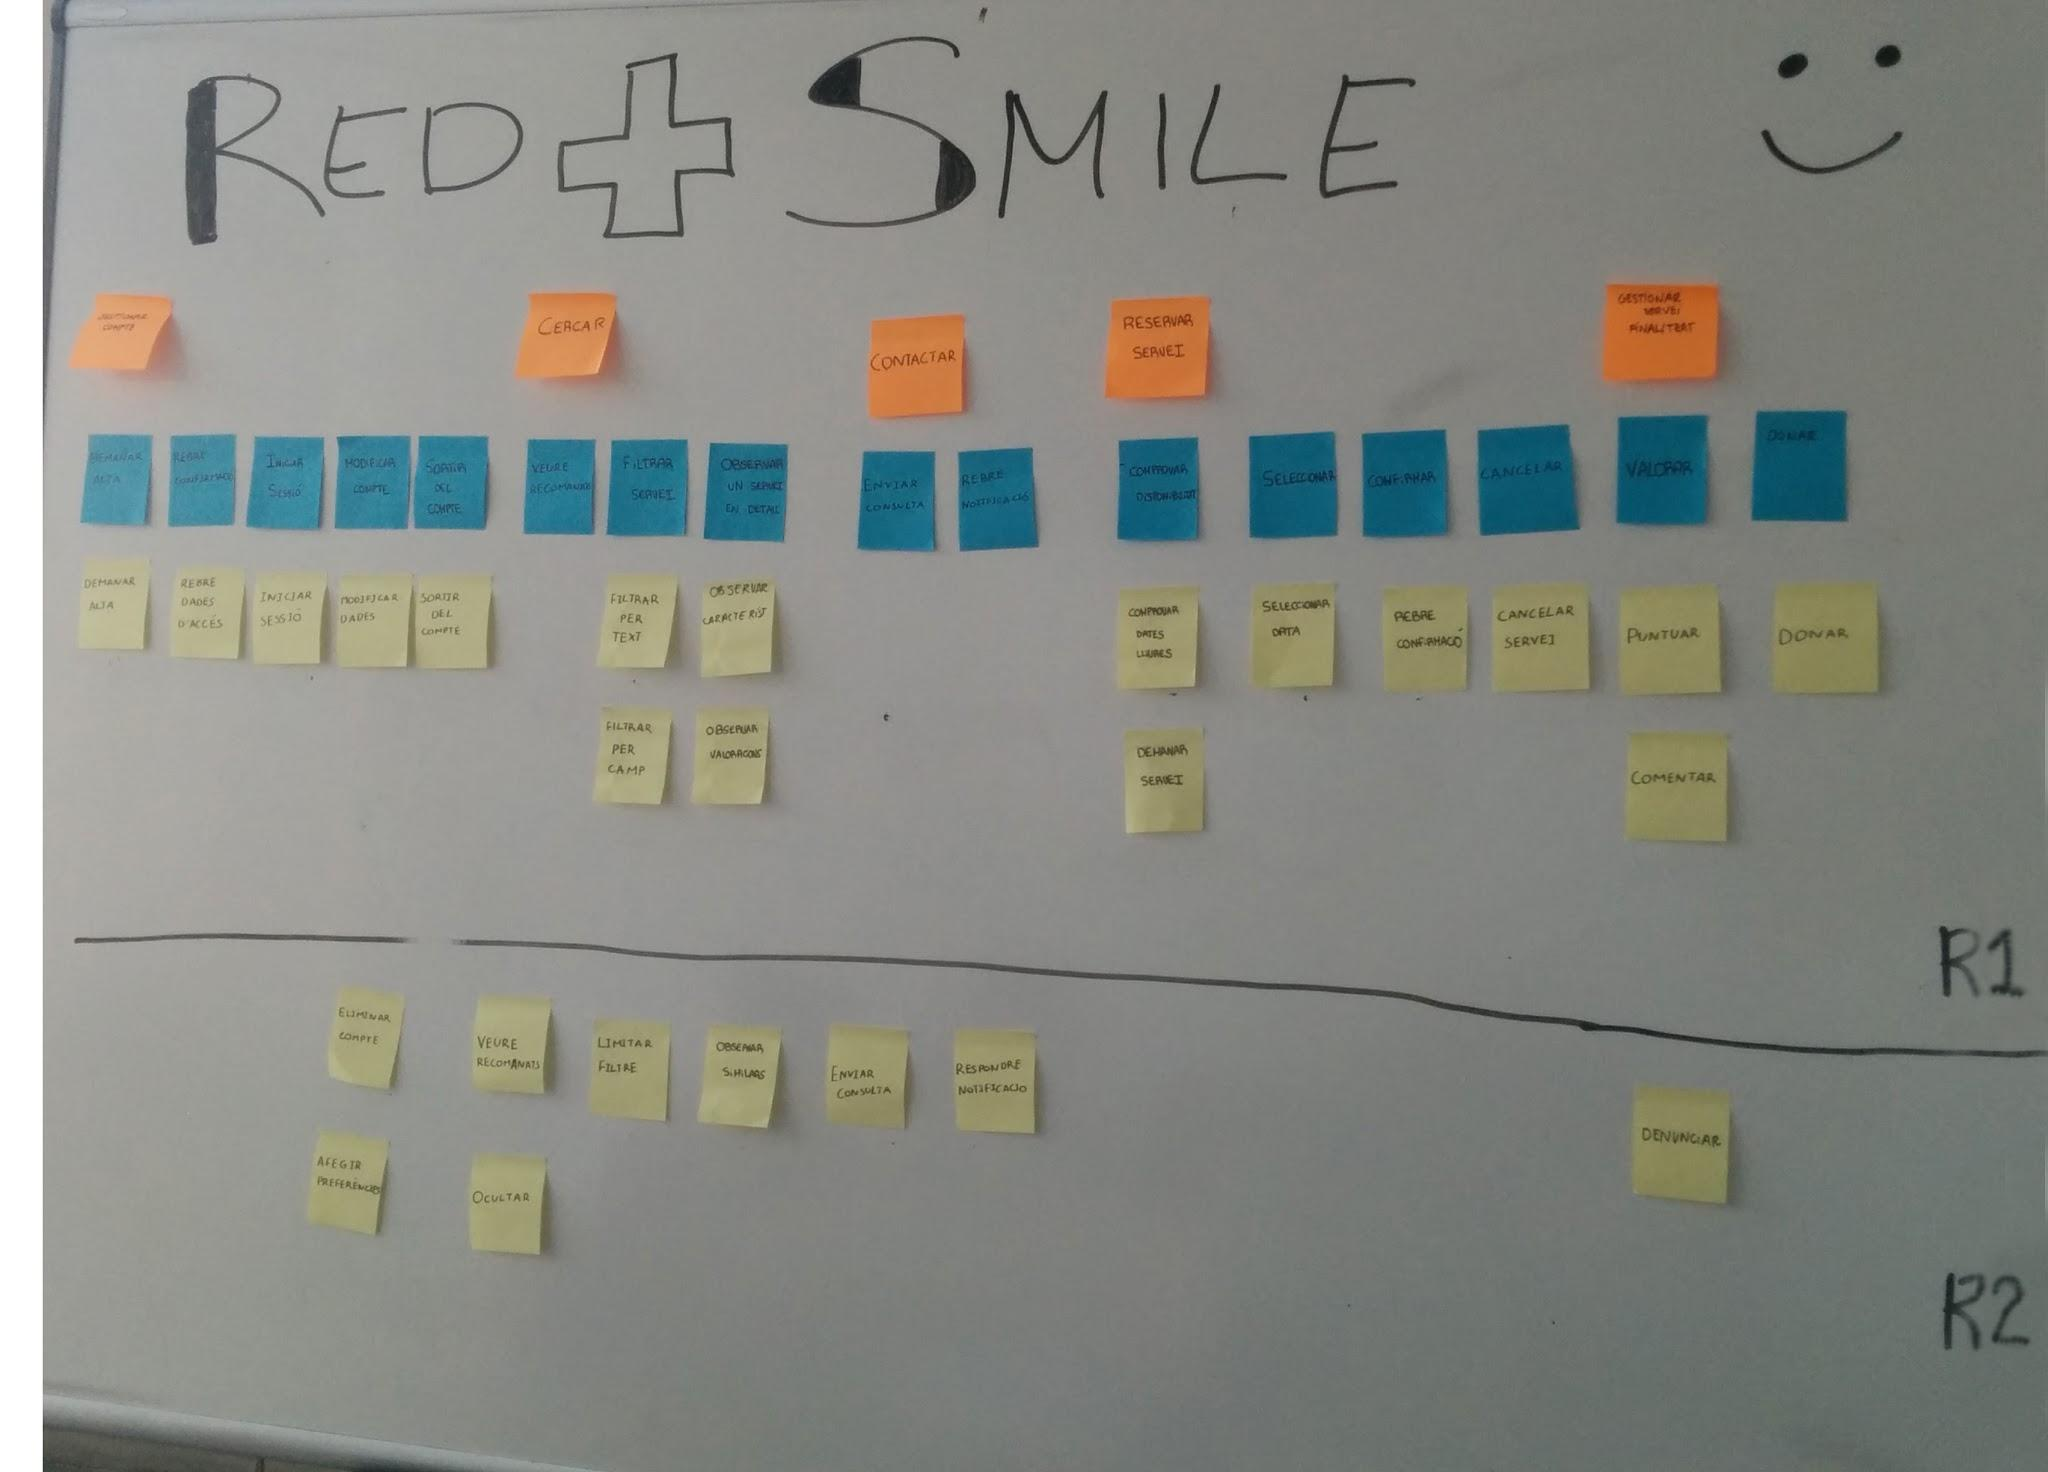 RED SMILE
GESTIONAR
COMPTE
CERCAR
CONTACTAR
RESERVAR
SERVEI
GESTIONAR
SERVEI
FINALITZAT
DEMANAR
ALTA
REBRE
CONFIRMACIÓ
INICIAR
SESSIÓ
MODIFICAR
COMPTE
SORTIR
DEL
COMPTE
VEURE
RECOMANATS
FILTRAR
SERVEI
OBSERVAR
UN SERVEI
EN DETALL
ENVIAR
CONSULTA
REBRE
NOTIFICACIÓ
COMPROVAR
SELECCIONAR
CONFIRMAR
CANCELAR
VALORAR
DONAR
DEMANAR
ALTA
REBRE
DADES
D'ACCÉS
INICIAR
SESSIÓ
MODIFICAR
DADES
SORTIR
DEL
COMPTE
FILTRAR
PER
TEXT
OBSERVAR
CARACTERIST
COMPROVAR
DATES
LLIURES
SELECCIONAR
DATA
REBRE
CONFIRMACIÓ
CANCELAR
SERVEI
PUNTUAR
DONAR
FILTRAR
PER
CAMP
OBSERVAR
VALORACIONS
DEMANAR
SERVEI
COMENTAR
R1
ELIMINAR
COMPTE
VEURE
RECOMANATS
LIMITAR
FILTRE
OBSERVAR
SIMILARS
ENVIAR
CONSULTA
RESPONDRE
NOTIFICACIO
DENUNCIAR
AFEGIR
PREFERÈNCIES
OCULTAR
R2